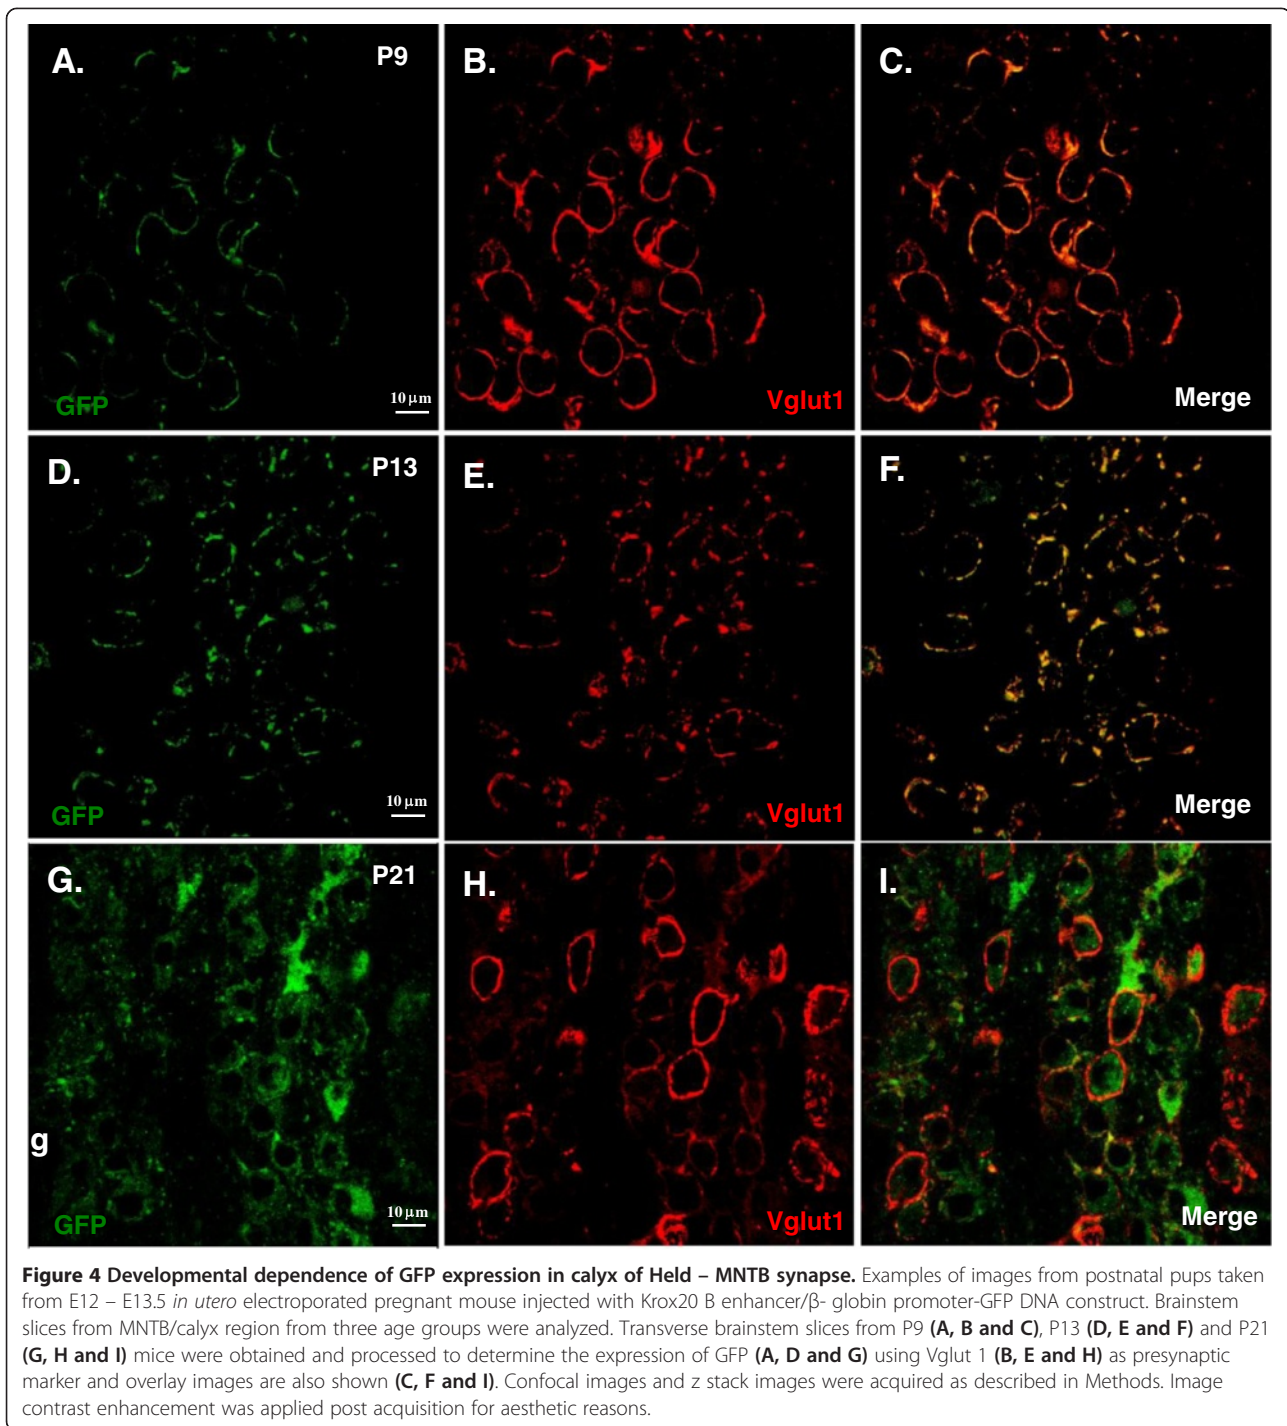 A.
P9
B.
C.
GFP
10 μm
Vglut1
Merge
D.
P13
E.
F.
GFP
10 μm
Vglut1
Merge
G.
P21
H.
I.
g
GFP
10 μm
Vglut1
Merge
Figure 4 Developmental dependence of GFP expression in calyx of Held – MNTB synapse. Examples of images from postnatal pups taken
from E12 – E13.5 in utero electroporated pregnant mouse injected with Krox20 B enhancer/β- globin promoter-GFP DNA construct. Brainstem
slices from MNTB/calyx region from three age groups were analyzed. Transverse brainstem slices from P9 (A, B and C), P13 (D, E and F) and P21
(G, H and I) mice were obtained and processed to determine the expression of GFP (A, D and G) using Vglut 1 (B, E and H) as presynaptic
marker and overlay images are also shown (C, F and I). Confocal images and z stack images were acquired as described in Methods. Image
contrast enhancement was applied post acquisition for aesthetic reasons.